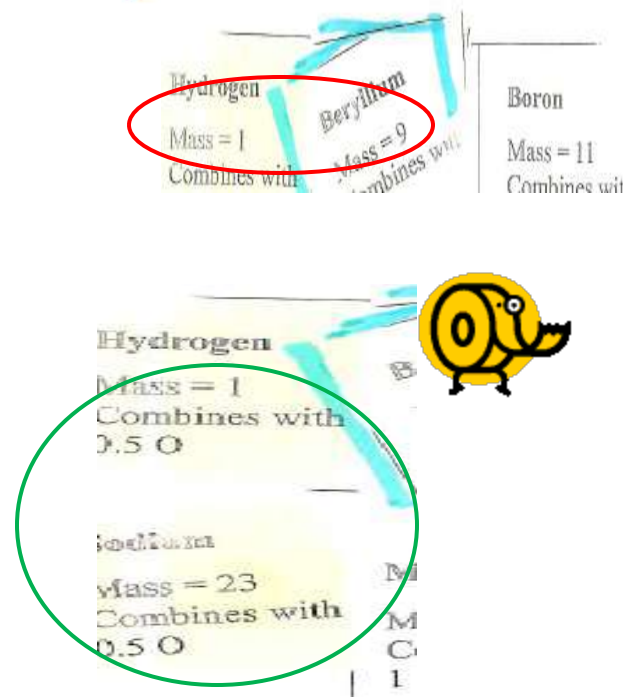 Hydrogen
Mass = 1
Combines with
Beryllium
Mass = 9
Boron
Mass = 11
Hydrogen
Mass = 1
Combines with
0.5 O
Sodium
Mass = 23
Combines with
0.5 O
1